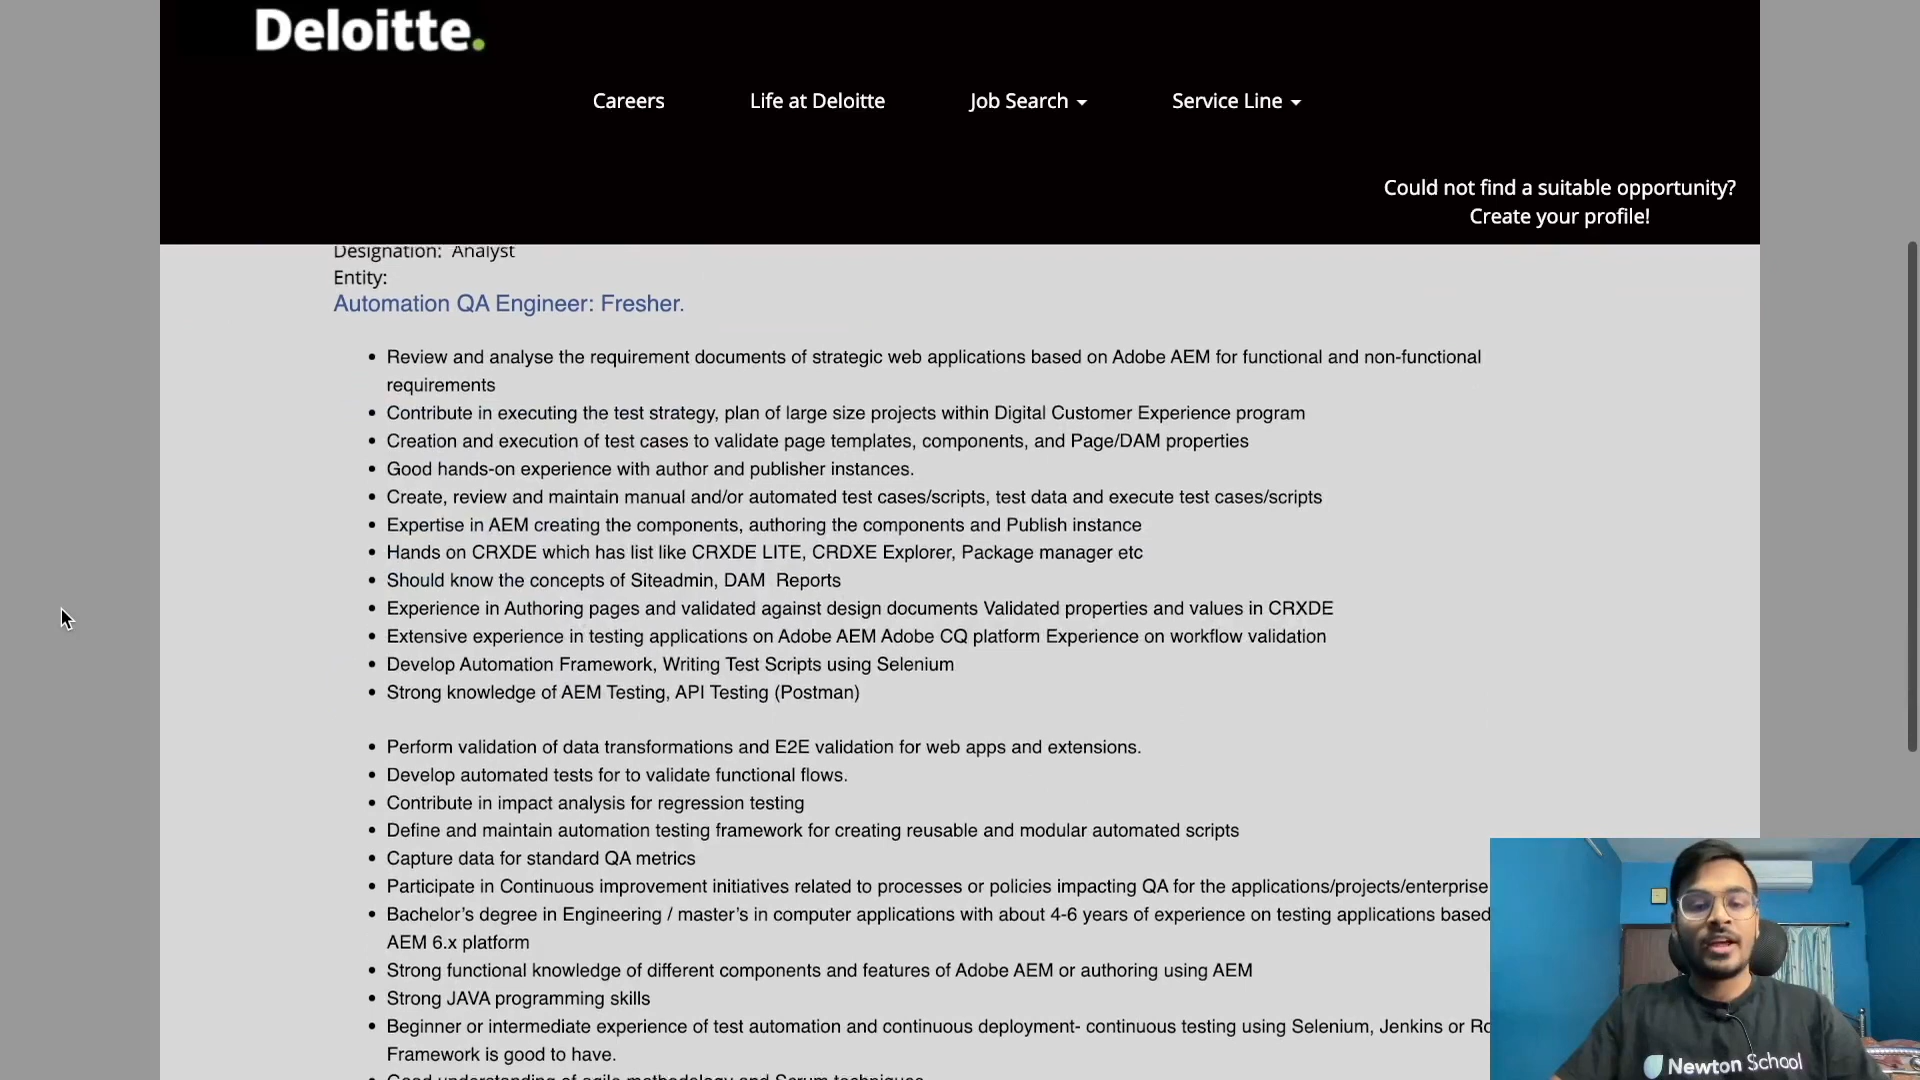 Deloitte.
Careers
Life at Deloitte
Job Search
Service Line
Could not find a suitable opportunity?
Create your profile!
Designation: Analyst
Entity:
Automation QA Engineer: Fresher.
Review and analyse the requirement documents of strategic web applications based on Adobe AEM for functional and non-functional
requirements
Contribute in executing the test strategy, plan of large size projects within Digital Customer Experience program
Creation and execution of test cases to validate page templates, components, and Page/DAM properties
Good hands-on experience with author and publisher instances.
Create, review and maintain manual and/or automated test cases/scripts, test data and execute test cases/scripts
Expertise in AEM creating the components, authoring the components and Publish instance
Hands on CRXDE which has list like CRXDE LITE, CRDXE Explorer, Package manager etc
Should know the concepts of Siteadmin, DAM Reports
Experience in Authoring pages and validated against design documents Validated properties and values in CRXDE
Extensive experience in testing applications on Adobe AEM Adobe CQ platform Experience on workflow validation
Develop Automation Framework, Writing Test Scripts using Selenium
Strong knowledge of AEM Testing, API Testing (Postman)
Perform validation of data transformations and E2E validation for web apps and extensions.
Develop automated tests for to validate functional flows.
Contribute in impact analysis for regression testing
Define and maintain automation testing framework for creating reusable and modular automated scripts
Capture data for standard QA metrics
Participate in Continuous improvement initiatives related to processes or policies impacting QA for the applications/projects/enterprise
Bachelor’s degree in Engineering / master’s in computer applications with about 4-6 years of experience on testing applications based
AEM 6.x platform
Strong functional knowledge of different components and features of Adobe AEM or authoring using AEM
Strong JAVA programming skills
Beginner or intermediate experience of test automation and continuous deployment- continuous testing using Selenium, Jenkins or Ro
Framework is good to have.
Good understanding of agile methodology and Scrum techniques
Newton School